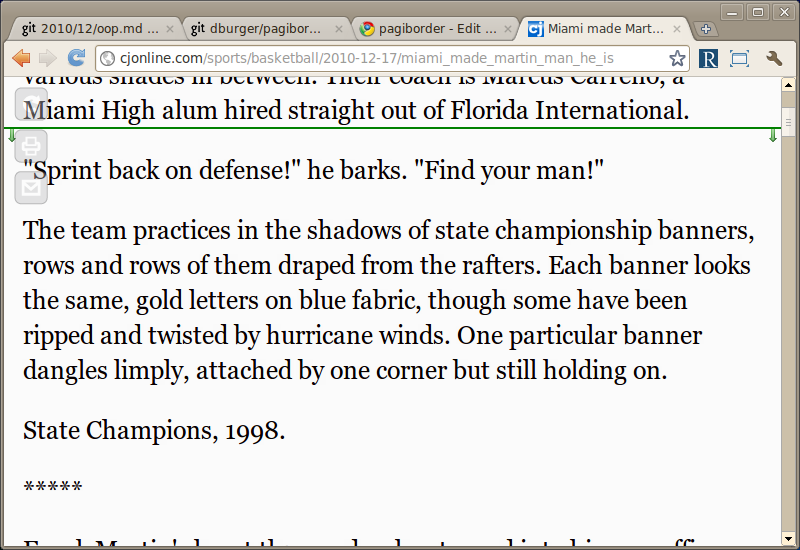 git 2010/12/oop.md ...
git dburger/pagibor...
pagiborder - Edit ...
cj Miami made Mart...
cjonline.com/sports/basketball/2010-12-17/miami_made_martin_man_he_is
R
various shades in between. Their coach is Marcus Carreno, a
Miami High alum hired straight out of Florida International.
"Sprint back on defense!" he barks. "Find your man!"
The team practices in the shadows of state championship banners,
rows and rows of them draped from the rafters. Each banner looks
the same, gold letters on blue fabric, though some have been
ripped and twisted by hurricane winds. One particular banner
dangles limply, attached by one corner but still holding on.
State Champions, 1998.
*****